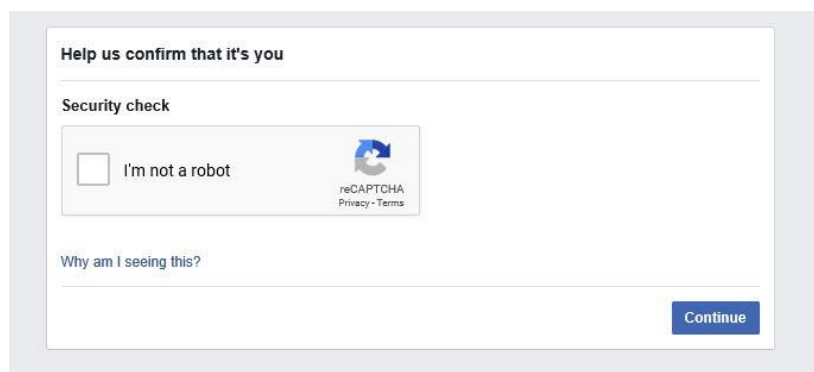 Help us confirm that it's you
Security check
I'm not a robot
reCAPTCHA
Privacy - Terms
Why am I seeing this?
Continue